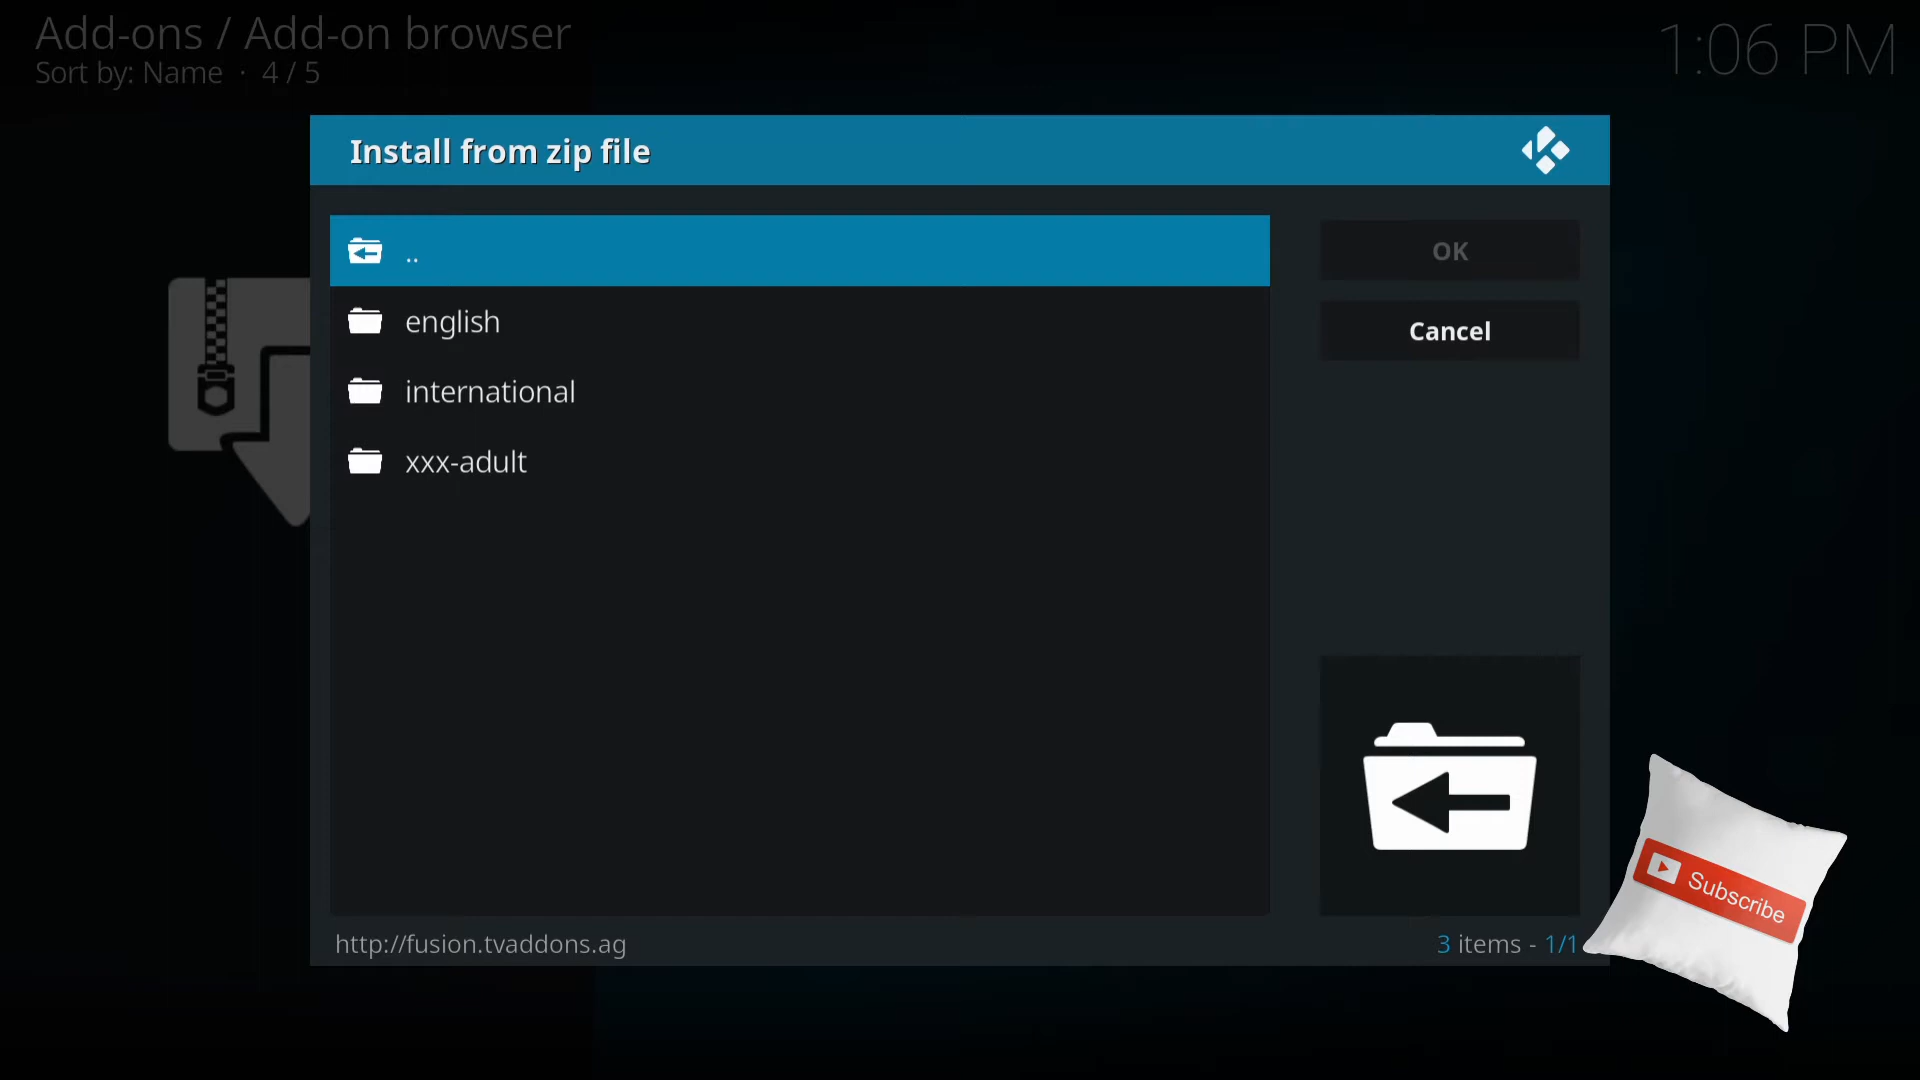 Add-ons / Add-on browser
Sort by: Name · 4 / 5
1:06 PM
Install from zip file
..
english
international
xxx-adult
OK
Cancel
http://fusion.tvaddons.ag
3 items - 1/1
Subscribe